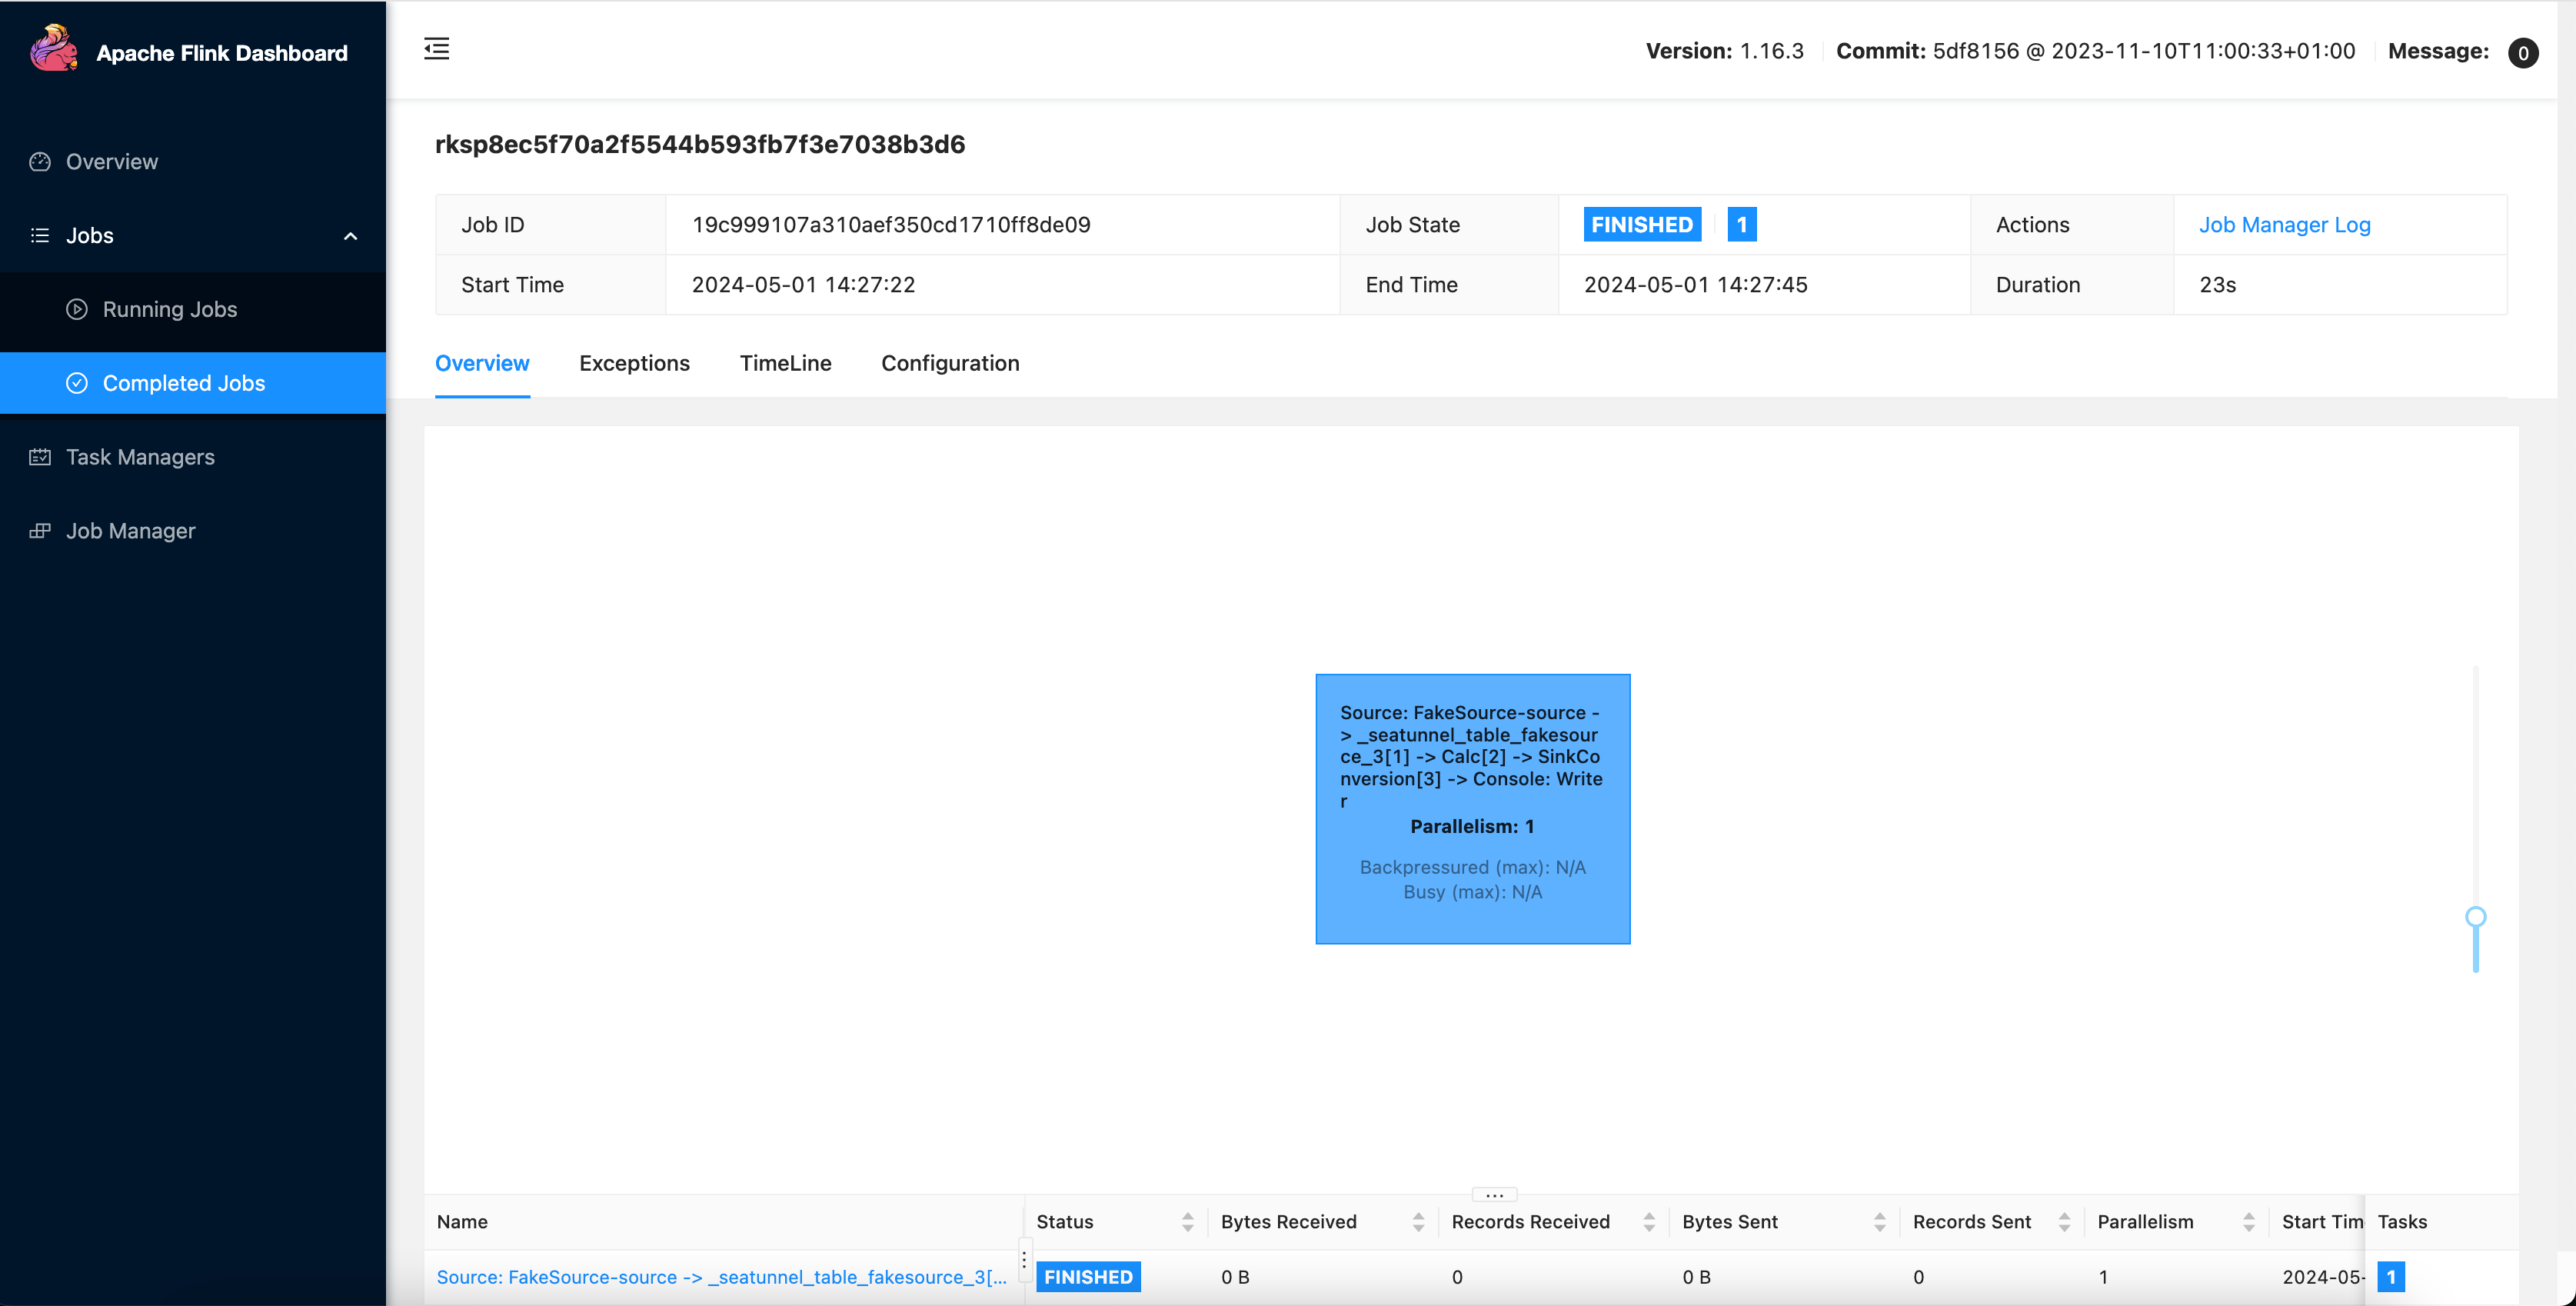 Apache Flink Dashboard
Version: 1.16.3 Commit: 5df8156 @ 2023-11-10T11:00:33+01:00 Message: 0
Overview
Jobs
Running Jobs
Completed Jobs
Task Managers
Job Manager
rksp8ec5f70a2f5544b593fb7f3e7038b3d6
Job ID 19c999107a310aef350cd1710ff8de09 Job State FINISHED 1 Actions Job Manager Log
Start Time 2024-05-01 14:27:22 End Time 2024-05-01 14:27:45 Duration 23s
Overview Exceptions TimeLine Configuration
Source: FakeSource-source -
> _seatunnel_table_fakesour
ce_3[1] -> Calc[2] -> SinkCo
nversion[3] -> Console: Write
r
Parallelism: 1
Backpressured (max): N/A
Busy (max): N/A
...
Name Status Bytes Received Records Received Bytes Sent Records Sent Parallelism Start Tim Tasks
Source: FakeSource-source -> _seatunnel_table_fakesource_3[... FINISHED 0 B 0 0 B 0 1 2024-05- 1